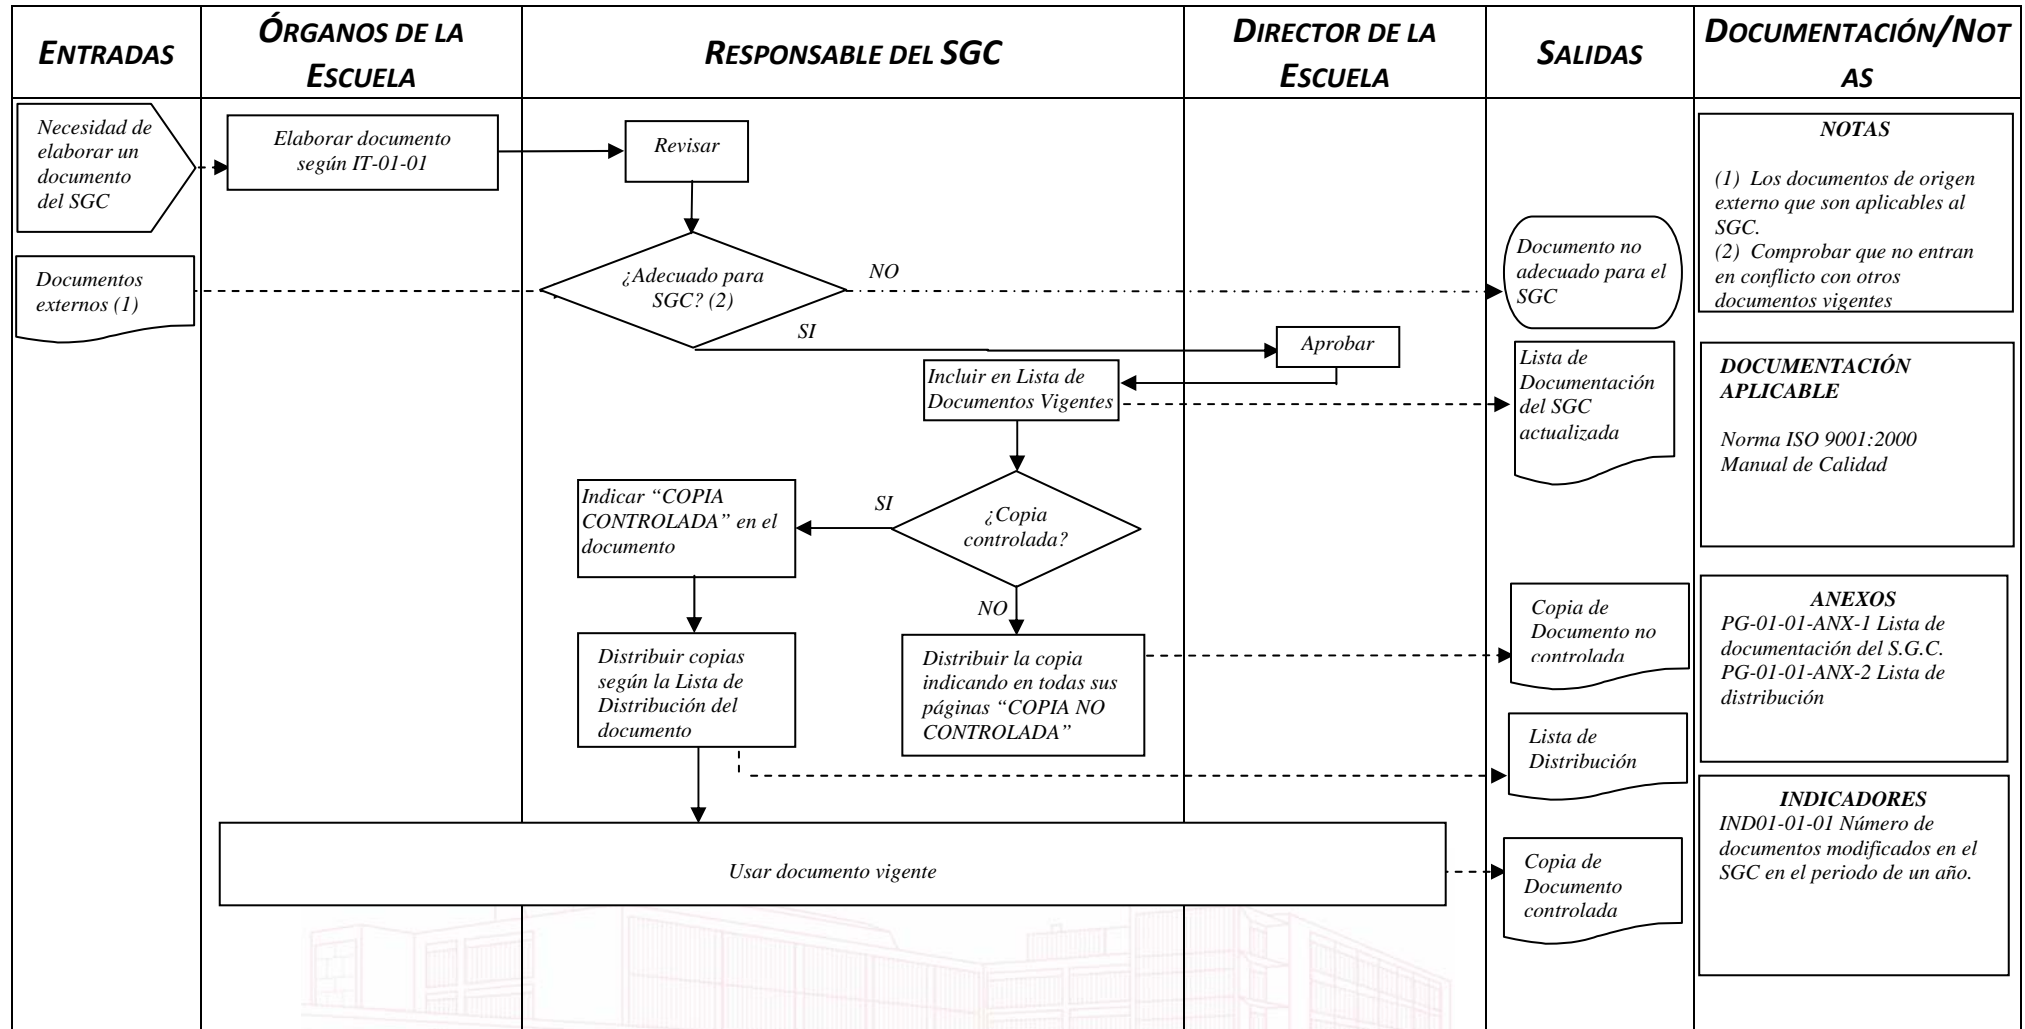 ENTRADAS
ÓRGANOS DE LA
ESCUELA
RESPONSABLE DEL SGC
DIRECTOR DE LA
ESCUELA
SALIDAS
DOCUMENTACIÓN/NOT
AS
Necesidad de
elaborar un
documento
del SGC
Elaborar documento
según IT-01-01
Revisar
NOTAS
(1) Los documentos de origen
externo que son aplicables al
SGC.
(2) Comprobar que no entran
en conflicto con otros
documentos vigentes
Documentos
externos (1)
¿Adecuado para
SGC? (2)
NO
SI
Documento no
adecuado para el
SGC
Aprobar
Incluir en Lista de
Documentos Vigentes
Lista de
Documentación
del SGC
actualizada
DOCUMENTACIÓN
APLICABLE
Norma ISO 9001:2000
Manual de Calidad
Indicar “COPIA
CONTROLADA” en el
documento
SI
¿Copia
controlada?
NO
Distribuir copias
según la Lista de
Distribución del
documento
Distribuir la copia
indicando en todas sus
páginas “COPIA NO
CONTROLADA”
Copia de
Documento no
controlada
ANEXOS
PG-01-01-ANX-1 Lista de
documentación del S.G.C.
PG-01-01-ANX-2 Lista de
distribución
Lista de
Distribución
INDICADORES
IND01-01-01 Número de
documentos modificados en el
SGC en el periodo de un año.
Usar documento vigente
Copia de
Documento
controlada